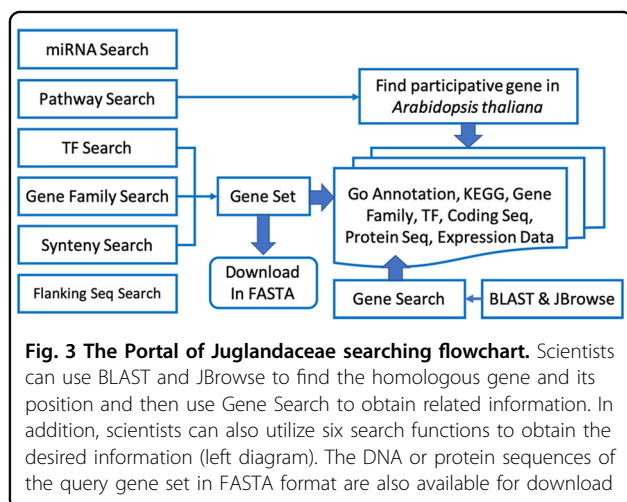 miRNA Search
Pathway Search
TF Search
Gene Family Search
Synteny Search
Flanking Seq Search
Gene Set
Download
In FASTA
Find participative gene in
Arabidopsis thaliana
Go Annotation, KEGG, Gene
Family, TF, Coding Seq,
Protein Seq, Expression Data
Gene Search
BLAST & JBrowse
Fig. 3 The Portal of Juglandaceae searching flowchart. Scientists
can use BLAST and JBrowse to find the homologous gene and its
position and then use Gene Search to obtain related information. In
addition, scientists can also utilize six search functions to obtain the
desired information (left diagram). The DNA or protein sequences of
the query gene set in FASTA format are also available for download